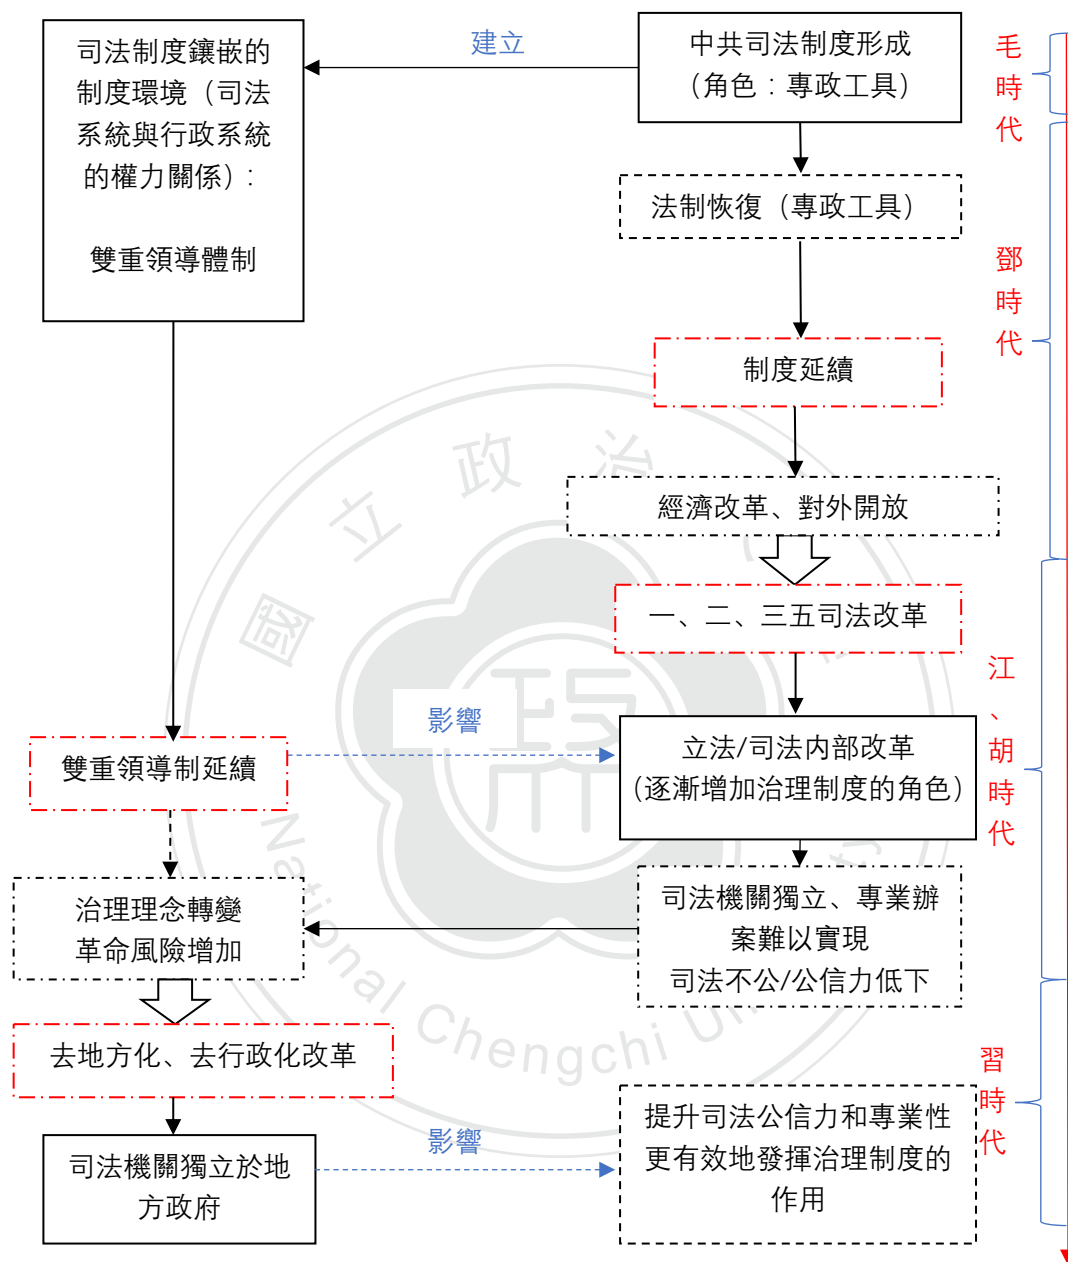 司法制度鑲嵌的
制度環境（司法
系統與行政系統
的權力關係）：
雙重領導體制
建立
中共司法制度形成
（角色：專政工具）
毛時代
法制恢復（專政工具）
鄧時代
制度延續
經濟改革、對外開放
一、二、三五司法改革
江、胡時代
雙重領導制延續
影響
立法/司法内部改革
（逐漸增加治理制度的角色）
治理理念轉變
革命風險增加
司法機關獨立、專業辦
案難以實現
司法不公/公信力低下
去地方化、去行政化改革
習時代
司法機關獨立於地
方政府
影響
提升司法公信力和專業性
更有效地發揮治理制度的
作用
國立政治
National Chengchi Un